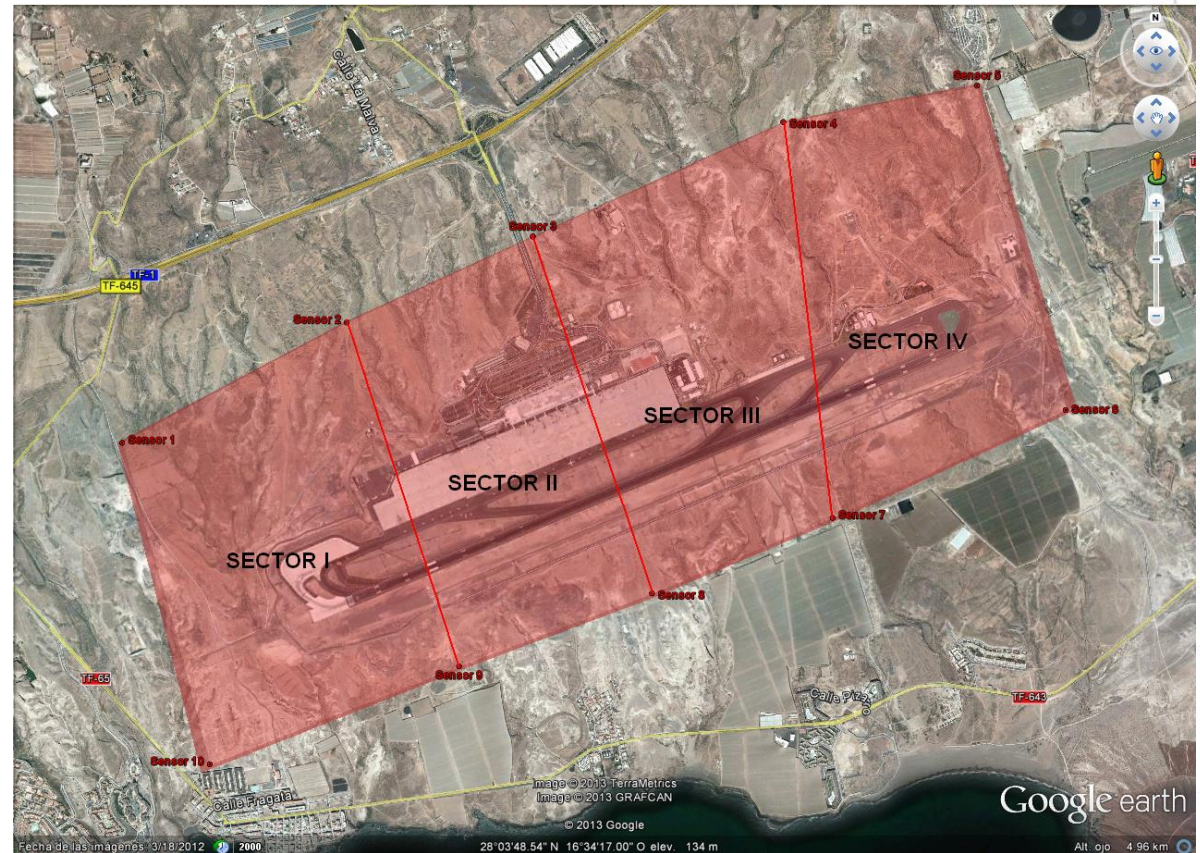 N
Sensor 5
Calle La Malva
Sensor 4
Sensor 3
TF-1
TF-645
Sensor 2
SECTOR IV
Sensor 6
SECTOR III
Sensor 1
SECTOR II
Sensor 7
SECTOR I
Sensor 8
Sensor 9
TF-65
Calle Pizarro
TF-643
Sensor 10
Image © 2013 TerraMetrics
Image © 2013 GRAFCAN
Calle Fragata
Google earth
© 2013 Google
Fecha de las imágenes: 3/18/2012 2000 28°03'48.54" N 16°34'17.00" O elev. 134 m Alt. ojo 4.96 km